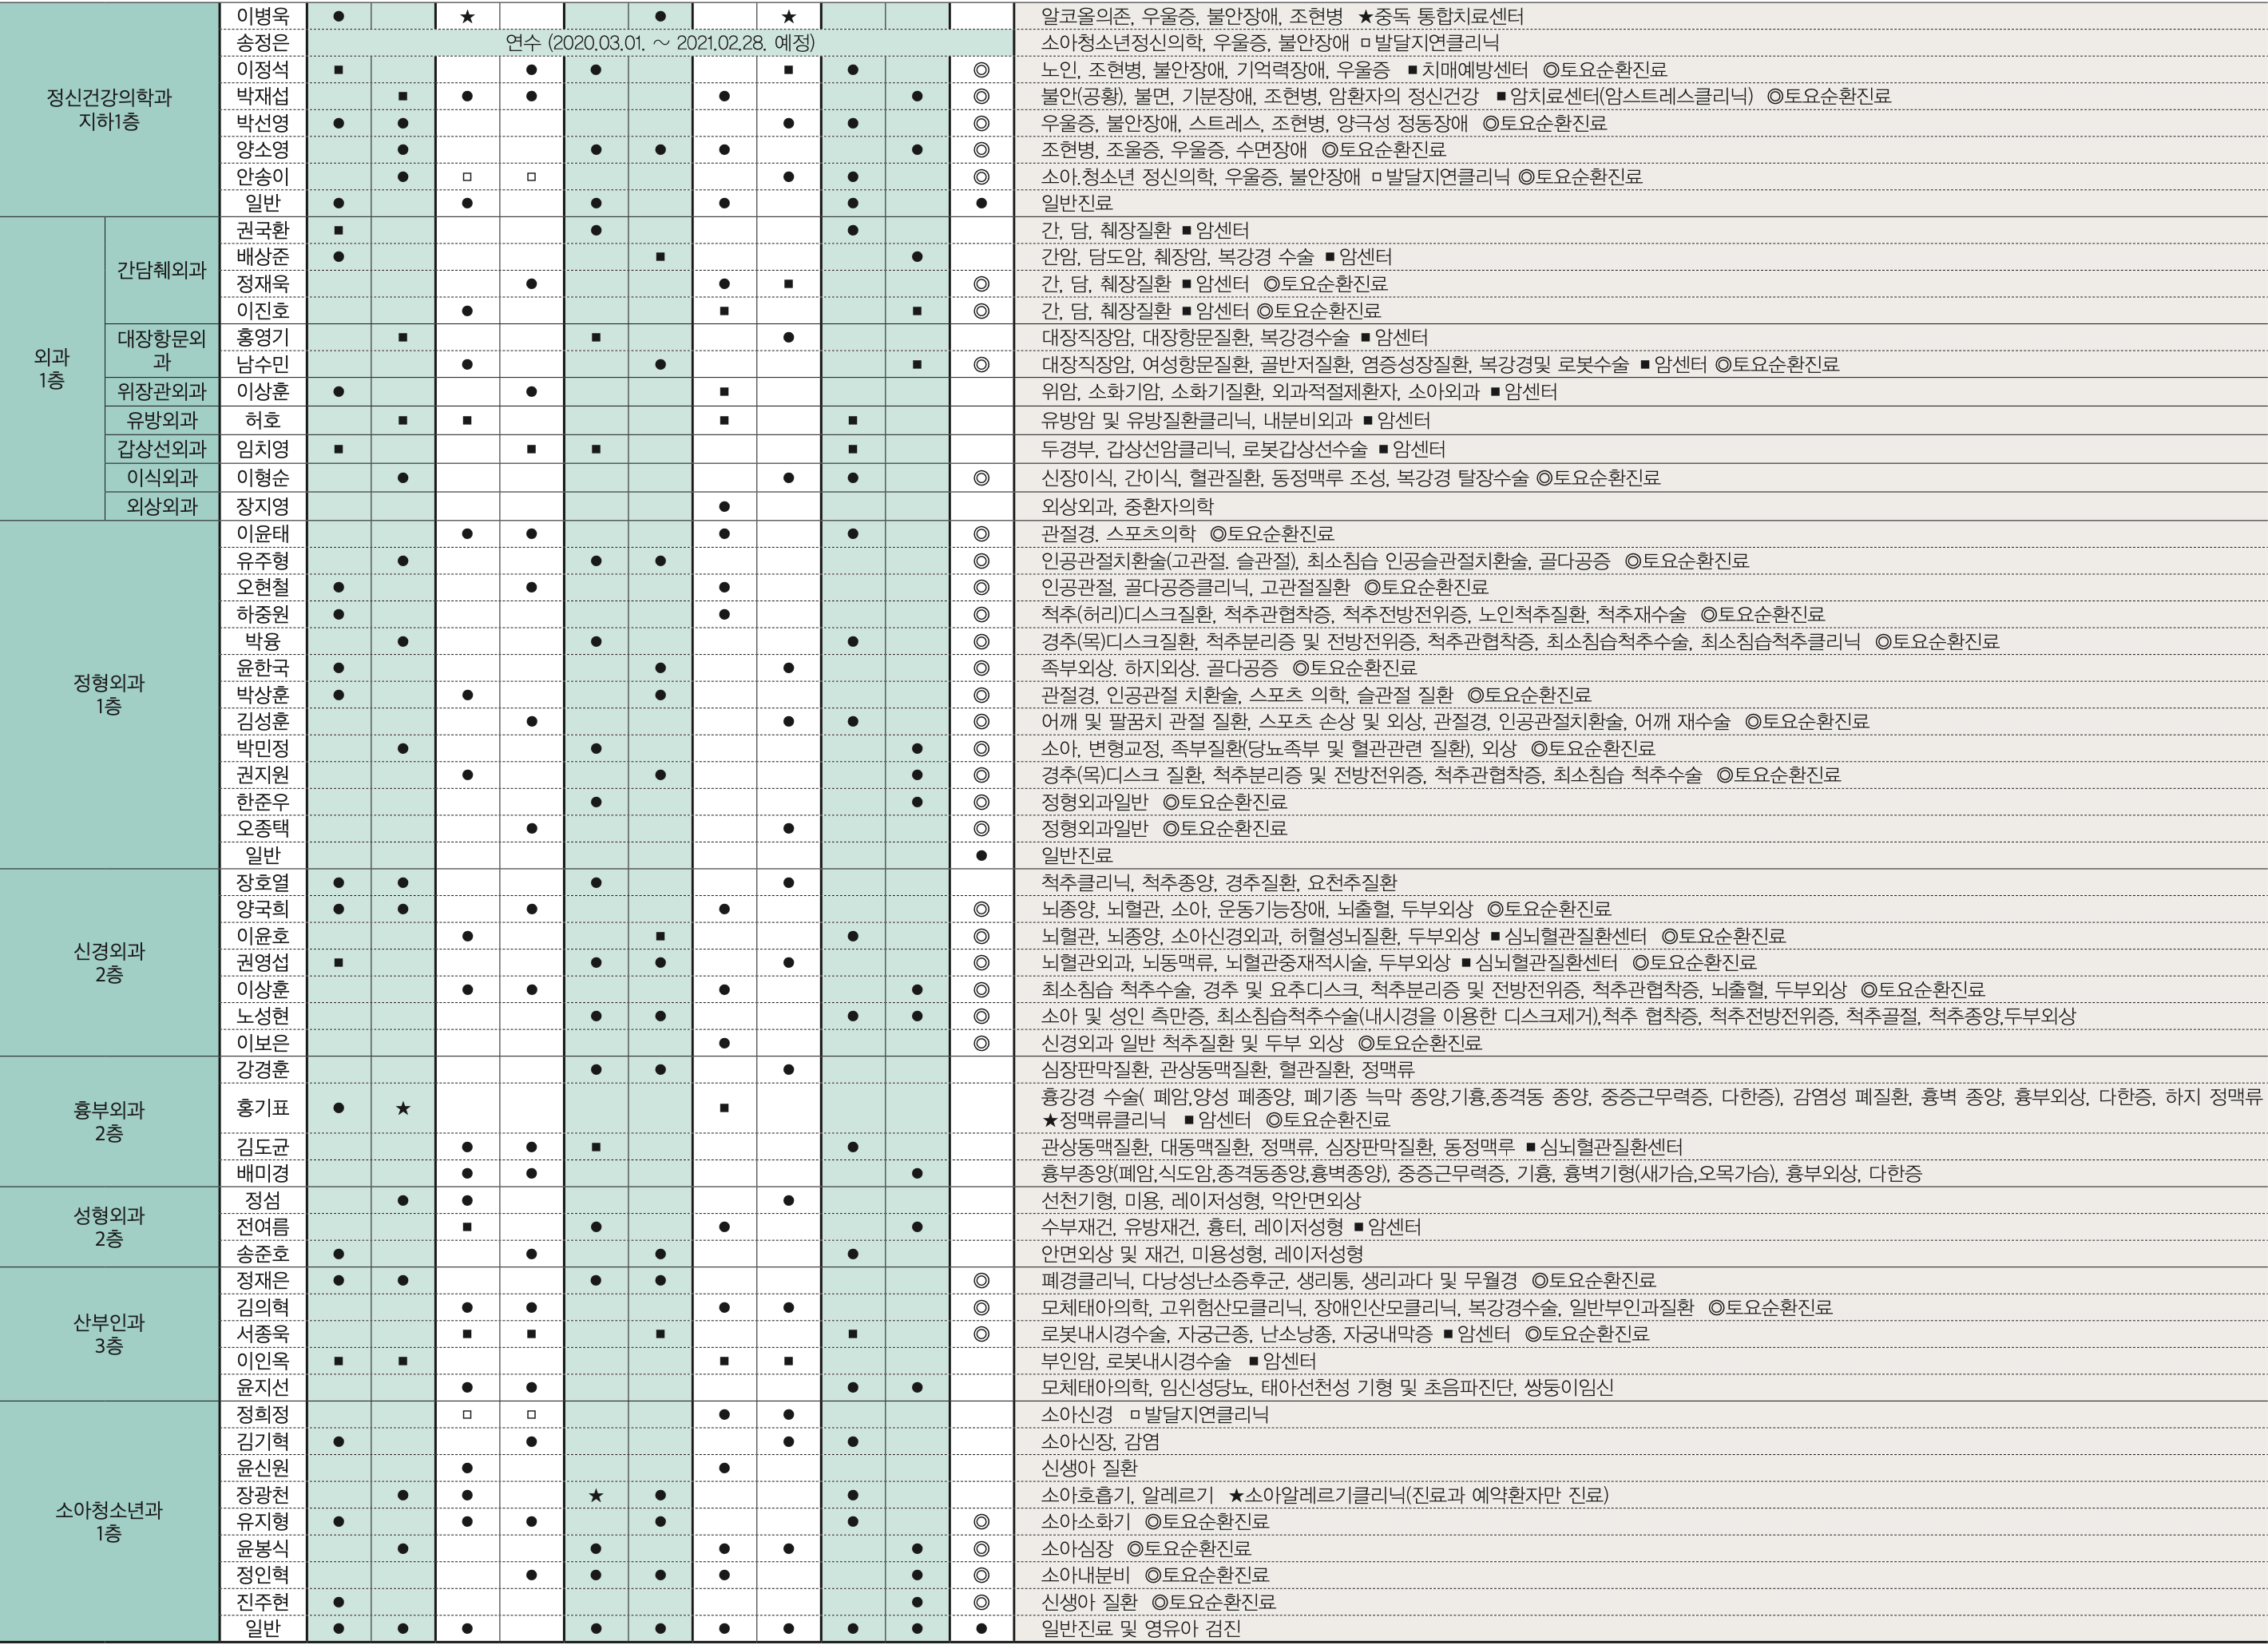 정신건강의학과
지하1층
이병욱 ● ★ ● ★ 알코올의존, 우울증, 불안장애, 조현병 ★중독 통합치료센터
송정은 연수 (2020.03.01. ~ 2021.02.28. 예정) 소아청소년정신의학, 우울증, 불안장애 □발달지연클리닉
이정석 ■ ● ● ■ ● ◎ 노인, 조현병, 불안장애, 기억력장애, 우울증 ■치매예방센터 ◎토요순환진료
박재섭 ■ ● ● ● ● ◎ 불안(공황), 불면, 기분장애, 조현병, 암환자의 정신건강 ■암치료센터(암스트레스클리닉) ◎토요순환진료
박선영 ● ● ● ● ◎ 우울증, 불안장애, 스트레스, 조현병, 양극성 정동장애 ◎토요순환진료
양소영 ● ● ● ● ● ◎ 조현병, 조울증, 우울증, 수면장애 ◎토요순환진료
안송이 ● □ □ ● ● ◎ 소아.청소년 정신의학, 우울증, 불안장애 □발달지연클리닉 ◎토요순환진료
일반 ● ● ● ● ● ● 일반진료
외과
1층
간담췌외과
권국환 ■ ● ● 간, 담, 췌장질환 ■암센터
배상준 ● ■ ● 간암, 담도암, 췌장암, 복강경 수술 ■암센터
정재욱 ● ● ■ ◎ 간, 담, 췌장질환 ■암센터 ◎토요순환진료
이진호 ● ■ ■ ◎ 간, 담, 췌장질환 ■암센터 ◎토요순환진료
대장항문외
과
홍영기 ■ ■ ● 대장직장암, 대장항문질환, 복강경수술 ■암센터
남수민 ● ● ■ ◎ 대장직장암, 여성항문질환, 골반저질환, 염증성장질환, 복강경및 로봇수술 ■암센터 ◎토요순환진료
위장관외과 이상훈 ● ● ■ 위암, 소화기암, 소화기질환, 외과적절제환자, 소아외과 ■암센터
유방외과 허호 ■ ■ ■ ■ 유방암 및 유방질환클리닉, 내분비외과 ■암센터
갑상선외과 임치영 ■ ■ ■ ■ 두경부, 갑상선암클리닉, 로봇갑상선수술 ■암센터
이식외과 이형순 ● ● ● ◎ 신장이식, 간이식, 혈관질환, 동정맥루 조성, 복강경 탈장수술 ◎토요순환진료
외상외과 장지영 ● 외상외과, 중환자의학
정형외과
1층
이윤태 ● ● ● ● ◎ 관절경. 스포츠의학 ◎토요순환진료
유주형 ● ● ● ◎ 인공관절치환술(고관절. 슬관절), 최소침습 인공슬관절치환술, 골다공증 ◎토요순환진료
오현철 ● ● ● ◎ 인공관절, 골다공증클리닉, 고관절질환 ◎토요순환진료
하중원 ● ● ◎ 척추(허리)디스크질환, 척추관협착증, 척추전방전위증, 노인척추질환, 척추재수술 ◎토요순환진료
박융 ● ● ● ◎ 경추(목)디스크질환, 척추분리증 및 전방전위증, 척추관협착증, 최소침습척추수술, 최소침습척추클리닉 ◎토요순환진료
윤한국 ● ● ● ◎ 족부외상. 하지외상. 골다공증 ◎토요순환진료
박상훈 ● ● ● ◎ 관절경, 인공관절 치환술, 스포츠 의학, 슬관절 질환 ◎토요순환진료
김성훈 ● ● ● ◎ 어깨 및 팔꿈치 관절 질환, 스포츠 손상 및 외상, 관절경, 인공관절치환술, 어깨 재수술 ◎토요순환진료
박민정 ● ● ● ◎ 소아, 변형교정, 족부질환(당뇨족부 및 혈관관련 질환), 외상 ◎토요순환진료
권지원 ● ● ● ◎ 경추(목)디스크 질환, 척추분리증 및 전방전위증, 척추관협착증, 최소침습 척추수술 ◎토요순환진료
한준우 ● ● ◎ 정형외과일반 ◎토요순환진료
오종택 ● ● ◎ 정형외과일반 ◎토요순환진료
일반 ● 일반진료
신경외과
2층
장호열 ● ● ● ● 척추클리닉, 척추종양, 경추질환, 요천추질환
양국희 ● ● ● ● ◎ 뇌종양, 뇌혈관, 소아, 운동기능장애, 뇌출혈, 두부외상 ◎토요순환진료
이윤호 ● ■ ● ◎ 뇌혈관, 뇌종양, 소아신경외과, 허혈성뇌질환, 두부외상 ■심뇌혈관질환센터 ◎토요순환진료
권영섭 ■ ● ● ● ◎ 뇌혈관외과, 뇌동맥류, 뇌혈관중재적시술, 두부외상 ■심뇌혈관질환센터 ◎토요순환진료
이상훈 ● ● ● ● ◎ 최소침습 척추수술, 경추 및 요추디스크, 척추분리증 및 전방전위증, 척추관협착증, 뇌출혈, 두부외상 ◎토요순환진료
노성현 ● ● ● ● ◎ 소아 및 성인 측만증, 최소침습척추수술(내시경을 이용한 디스크제거),척추 협착증, 척추전방전위증, 척추골절, 척추종양,두부외상
이보은 ● ◎ 신경외과 일반 척추질환 및 두부 외상 ◎토요순환진료
흉부외과
2층
강경훈 ● ● ● 심장판막질환, 관상동맥질환, 혈관질환, 정맥류
홍기표 ● ★ ■ 흉강경 수술( 폐암,양성 폐종양, 폐기종 늑막 종양,기흉,종격동 종양, 중증근무력증, 다한증), 감염성 폐질환, 흉벽 종양, 흉부외상, 다한증, 하지 정맥류
★정맥류클리닉 ■암센터 ◎토요순환진료
김도균 ● ● ■ ● 관상동맥질환, 대동맥질환, 정맥류, 심장판막질환, 동정맥루 ■심뇌혈관질환센터
배미경 ● ● ● 흉부종양(폐암,식도암,종격동종양,흉벽종양), 중증근무력증, 기흉, 흉벽기형(새가슴,오목가슴), 흉부외상, 다한증
성형외과
2층
정섬 ● ● ● 선천기형, 미용, 레이저성형, 악안면외상
전여름 ■ ● ● ● 수부재건, 유방재건, 흉터, 레이저성형 ■암센터
송준호 ● ● ● ● 안면외상 및 재건, 미용성형, 레이저성형
산부인과
3층
정재은 ● ● ● ● ◎ 폐경클리닉, 다낭성난소증후군, 생리통, 생리과다 및 무월경 ◎토요순환진료
김의혁 ● ● ● ● ◎ 모체태아의학, 고위험산모클리닉, 장애인산모클리닉, 복강경수술, 일반부인과질환 ◎토요순환진료
서종욱 ■ ■ ■ ■ ◎ 로봇내시경수술, 자궁근종, 난소낭종, 자궁내막증 ■암센터 ◎토요순환진료
이인옥 ■ ■ ■ ■ 부인암, 로봇내시경수술 ■암센터
윤지선 ● ● ● ● 모체태아의학, 임신성당뇨, 태아선천성 기형 및 초음파진단, 쌍둥이임신
소아청소년과
1층
정희정 □ □ ● ● 소아신경 □발달지연클리닉
김기혁 ● ● ● ● 소아신장, 감염
윤신원 ● ● 신생아 질환
장광천 ● ● ★ ● ● 소아호흡기, 알레르기 ★소아알레르기클리닉(진료과 예약환자만 진료)
유지형 ● ● ● ● ● ◎ 소아소화기 ◎토요순환진료
윤봉식 ● ● ● ● ● ◎ 소아심장 ◎토요순환진료
정인혁 ● ● ● ● ● ◎ 소아내분비 ◎토요순환진료
진주현 ● ● ◎ 신생아 질환 ◎토요순환진료
일반 ● ● ● ● ● ● ● ● ● ● 일반진료 및 영유아 검진